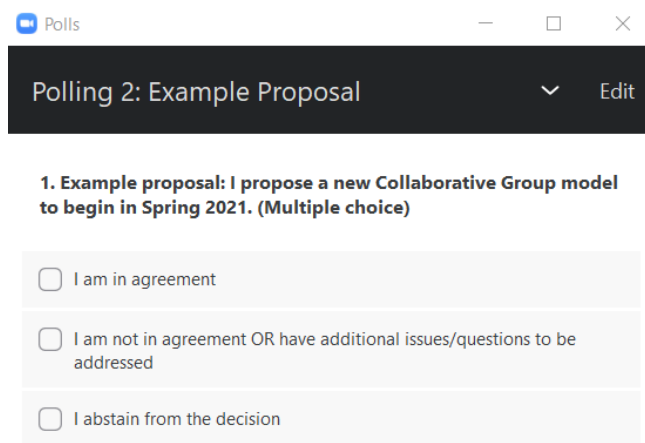 Polls
Polling 2: Example Proposal
Edit
1. Example proposal: I propose a new Collaborative Group model
to begin in Spring 2021. (Multiple choice)
I am in agreement
I am not in agreement OR have additional issues/questions to be
addressed
I abstain from the decision